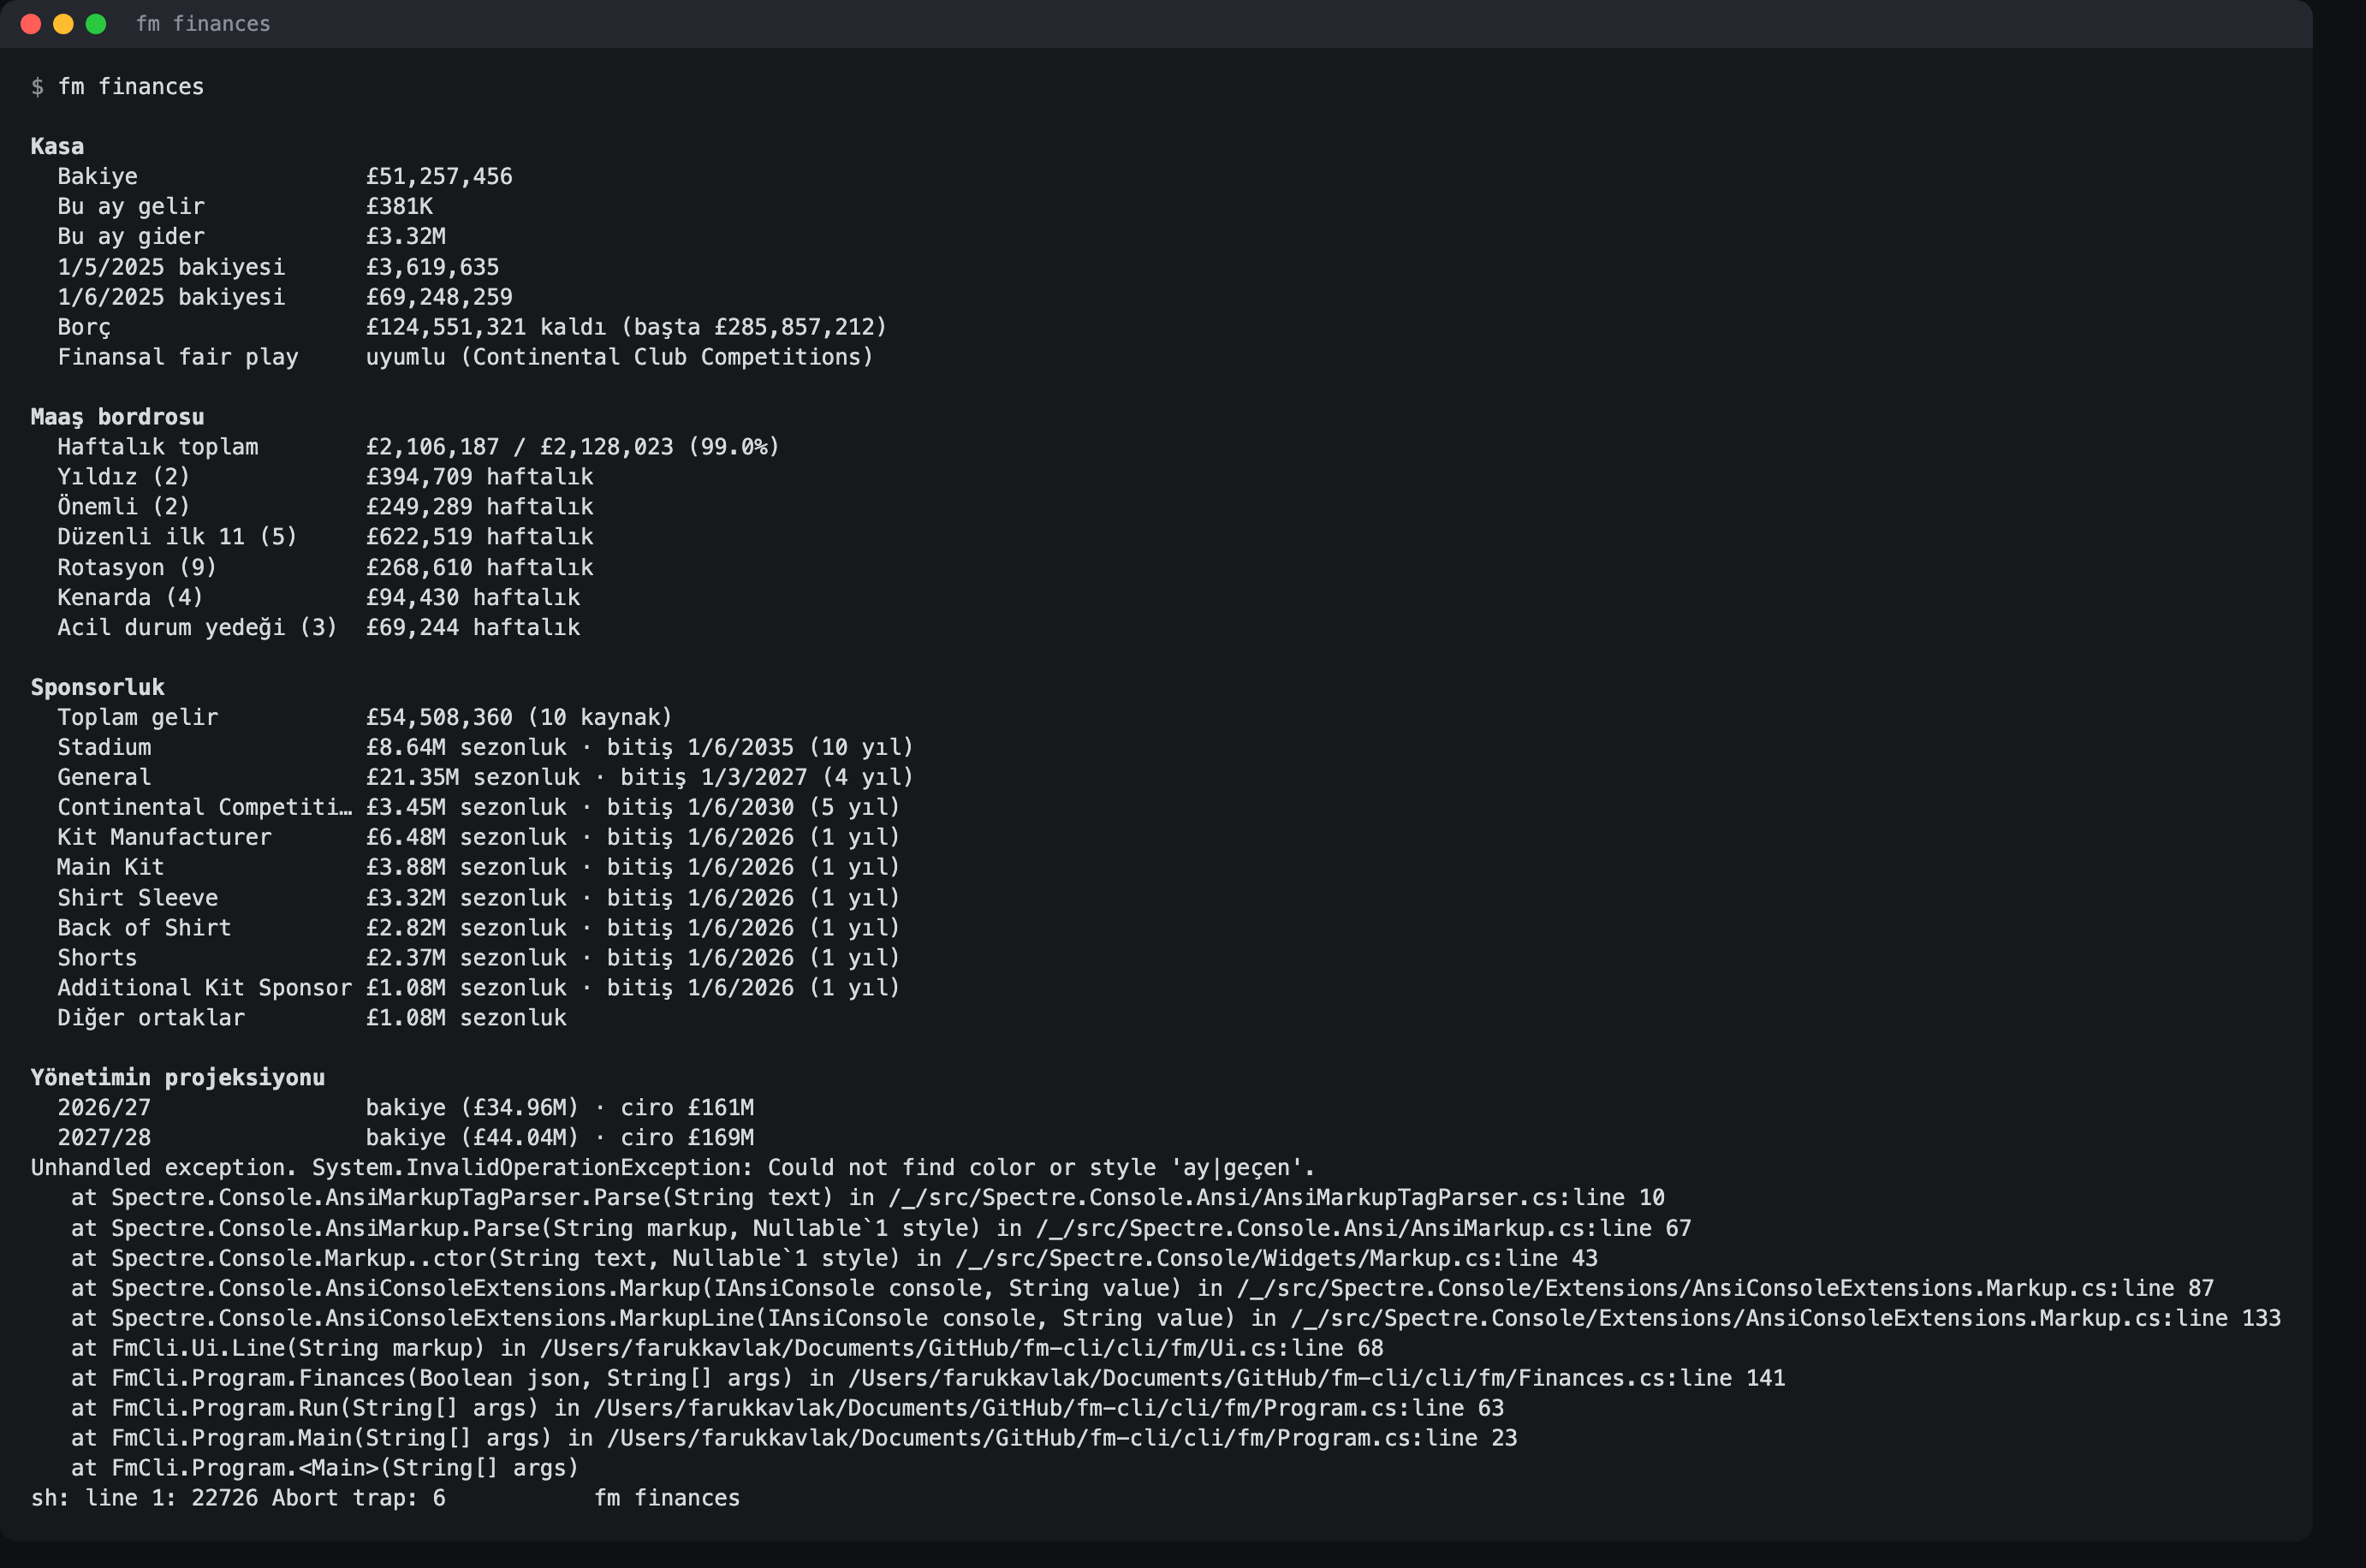 fm finances
$ fm finances
Kasa
Bakiye £51,257,456
Bu ay gelir £381K
Bu ay gider £3.32M
1/5/2025 bakiyesi £3,619,635
1/6/2025 bakiyesi £69,248,259
Borç £124,551,321 kaldı (başta £285,857,212)
Finansal fair play uyumlu (Continental Club Competitions)
Maaş bordrosu
Haftalık toplam £2,106,187 / £2,128,023 (99.0%)
Yıldız (2) £394,709 haftalık
Önemli (2) £249,289 haftalık
Düzenli ilk 11 (5) £622,519 haftalık
Rotasyon (9) £268,610 haftalık
Kenarda (4) £94,430 haftalık
Acil durum yedeği (3) £69,244 haftalık
Sponsorluk
Toplam gelir £54,508,360 (10 kaynak)
Stadium £8.64M sezonluk · bitiş 1/6/2035 (10 yıl)
General £21.35M sezonluk · bitiş 1/3/2027 (4 yıl)
Continental Competiti… £3.45M sezonluk · bitiş 1/6/2030 (5 yıl)
Kit Manufacturer £6.48M sezonluk · bitiş 1/6/2026 (1 yıl)
Main Kit £3.88M sezonluk · bitiş 1/6/2026 (1 yıl)
Shirt Sleeve £3.32M sezonluk · bitiş 1/6/2026 (1 yıl)
Back of Shirt £2.82M sezonluk · bitiş 1/6/2026 (1 yıl)
Shorts £2.37M sezonluk · bitiş 1/6/2026 (1 yıl)
Additional Kit Sponsor £1.08M sezonluk · bitiş 1/6/2026 (1 yıl)
Diğer ortaklar £1.08M sezonluk
Yönetimin projeksiyonu
2026/27 bakiye (£34.96M) · ciro £161M
2027/28 bakiye (£44.04M) · ciro £169M
Unhandled exception. System.InvalidOperationException: Could not find color or style 'ay|geçen'.
at Spectre.Console.AnsiMarkupTagParser.Parse(String text) in /_/src/Spectre.Console.Ansi/AnsiMarkupTagParser.cs:line 10
at Spectre.Console.AnsiMarkup.Parse(String markup, Nullable`1 style) in /_/src/Spectre.Console.Ansi/AnsiMarkup.cs:line 67
at Spectre.Console.Markup..ctor(String text, Nullable`1 style) in /_/src/Spectre.Console/Widgets/Markup.cs:line 43
at Spectre.Console.AnsiConsoleExtensions.Markup(IAnsiConsole console, String value) in /_/src/Spectre.Console/Extensions/AnsiConsoleExtensions.Markup.cs:line 87
at Spectre.Console.AnsiConsoleExtensions.MarkupLine(IAnsiConsole console, String value) in /_/src/Spectre.Console/Extensions/AnsiConsoleExtensions.Markup.cs:line 133
at FmCli.Ui.Line(String markup) in /Users/farukkavlak/Documents/GitHub/fm-cli/cli/fm/Ui.cs:line 68
at FmCli.Program.Finances(Boolean json, String[] args) in /Users/farukkavlak/Documents/GitHub/fm-cli/cli/fm/Finances.cs:line 141
at FmCli.Program.Run(String[] args) in /Users/farukkavlak/Documents/GitHub/fm-cli/cli/fm/Program.cs:line 63
at FmCli.Program.Main(String[] args) in /Users/farukkavlak/Documents/GitHub/fm-cli/cli/fm/Program.cs:line 23
at FmCli.Program.<Main>(String[] args)
sh: line 1: 22726 Abort trap: 6 fm finances